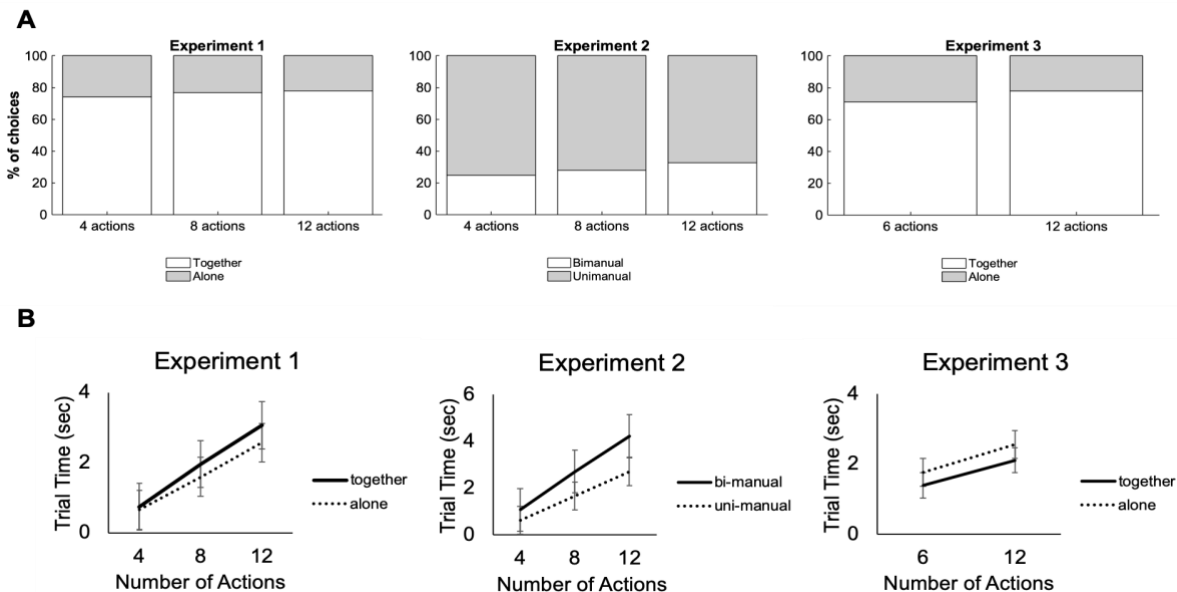 A
Experiment 1
% of choices
100
80
60
40
20
0
4 actions 8 actions 12 actions
Together
Alone
Experiment 2
100
80
60
40
20
0
4 actions 8 actions 12 actions
Bimanual
Unimanual
Experiment 3
100
80
60
40
20
0
6 actions 12 actions
Together
Alone
B
Experiment 1
Trial Time (sec)
4
2
0
4 8 12
Number of Actions
together
alone
Experiment 2
Trial Time (sec)
6
4
2
0
4 8 12
Number of Actions
bi-manual
uni-manual
Experiment 3
Trial Time (sec)
4
2
0
6 12
Number of Actions
together
alone